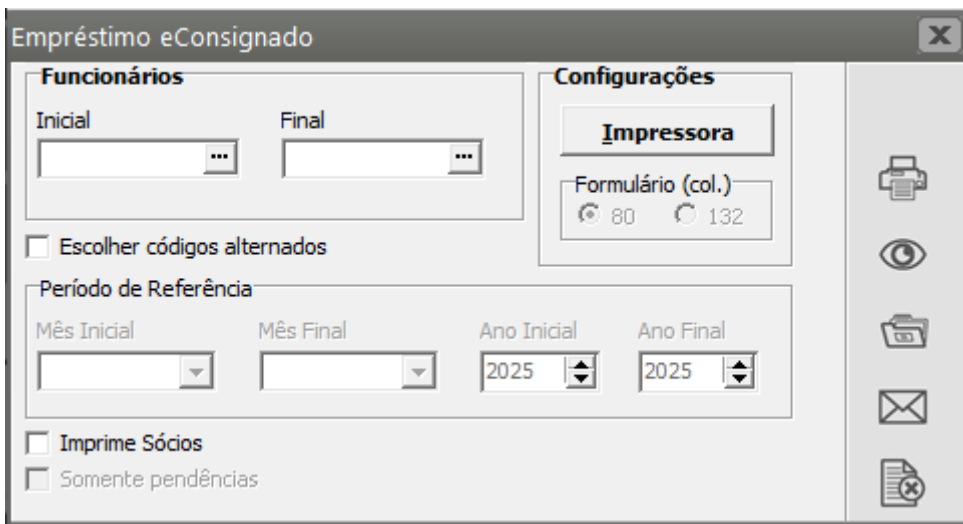 Empréstimo eConsignado
Funcionários
Inicial Final
... ...
Configurações
Impressora
Formulário (col.)
80 132
Escolher códigos alternados
Período de Referência
Mês Inicial Mês Final Ano Inicial Ano Final
2025 2025
Imprime Sócios
Somente pendências